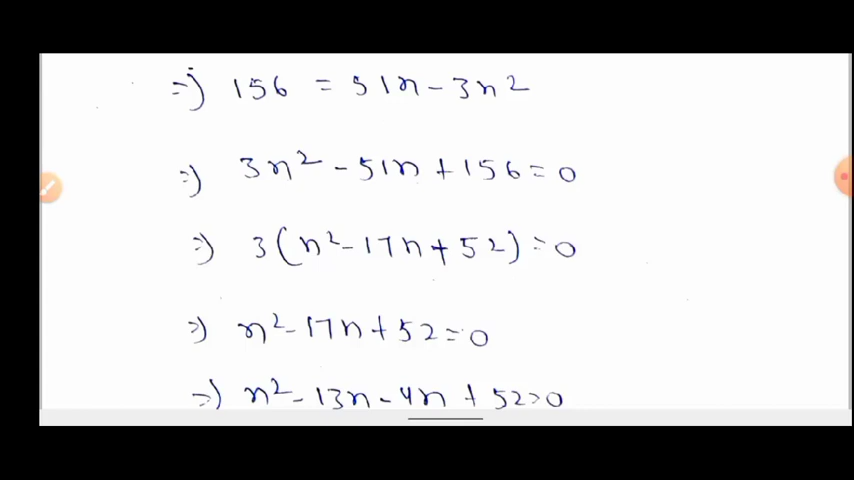 =) 156 = 51n - 3n²
=) 3n² - 51n + 156 = 0
=) 3(n² - 17n + 52) = 0
=) n² - 17n + 52 = 0
=) n² - 13n - 4n + 52 = 0